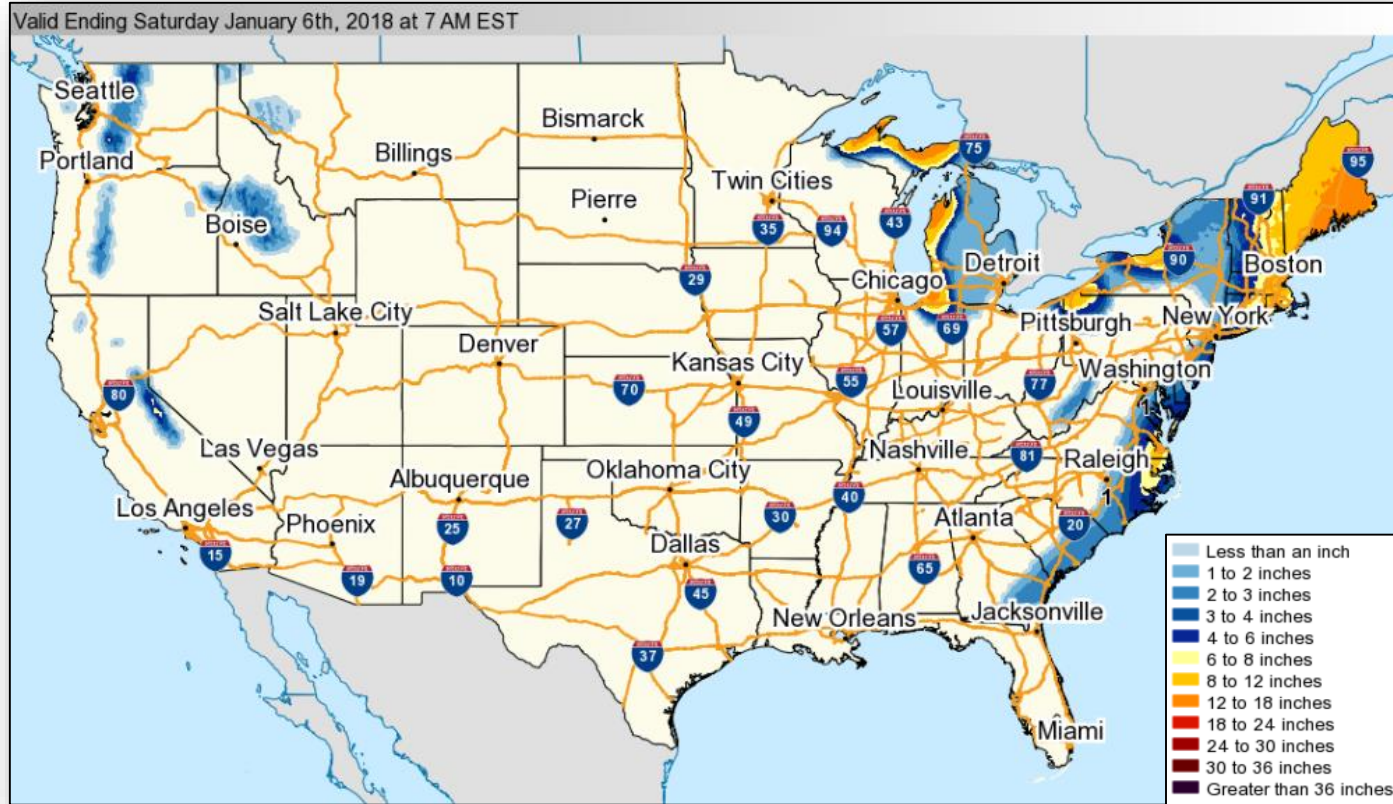 Valid Ending Saturday January 6th, 2018 at 7 AM EST
Seattle
Portland
Billings
Bismarck
Pierre
Twin Cities
Boise
Salt Lake City
Denver
Chicago
Detroit
Boston
New York
Pittsburgh
Washington
Kansas City
Louisville
Las Vegas
Los Angeles
Phoenix
Albuquerque
Oklahoma City
Nashville
Raleigh
Atlanta
Dallas
New Orleans
Jacksonville
Miami
75
95
91
90
35
94
43
29
57
69
80
70
49
55
77
81
1
1
40
30
27
25
20
65
15
19
10
45
37
Less than an inch
1 to 2 inches
2 to 3 inches
3 to 4 inches
4 to 6 inches
6 to 8 inches
8 to 12 inches
12 to 18 inches
18 to 24 inches
24 to 30 inches
30 to 36 inches
Greater than 36 inches